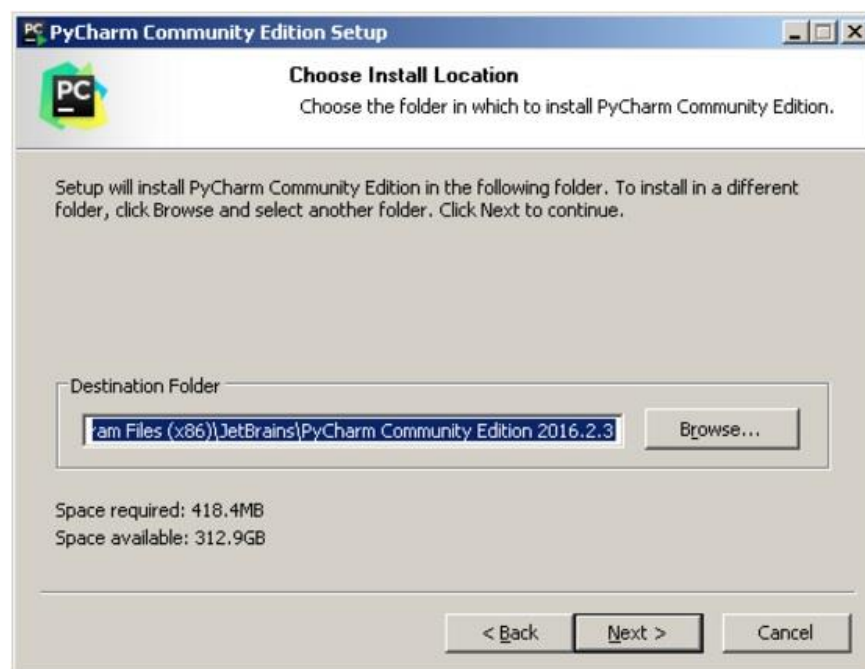 PyCharm Community Edition Setup
PC
Choose Install Location
Choose the folder in which to install PyCharm Community Edition.
Setup will install PyCharm Community Edition in the following folder. To install in a different
folder, click Browse and select another folder. Click Next to continue.
Destination Folder
ram Files (x86)\JetBrains\PyCharm Community Edition 2016.2.3
Browse...
Space required: 418.4MB
Space available: 312.9GB
< Back
Next >
Cancel